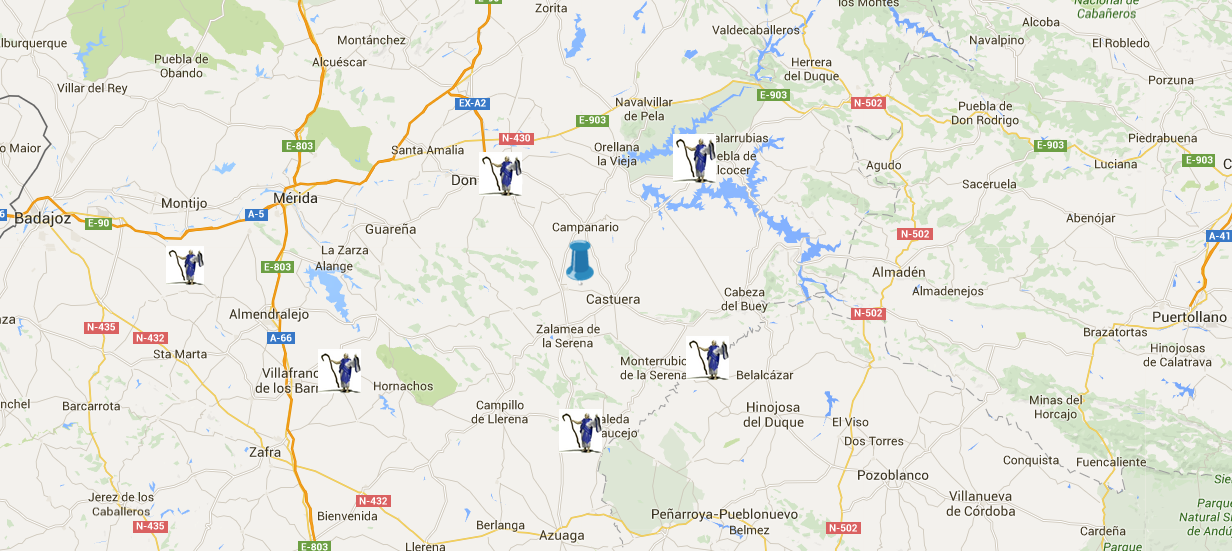 E-90
Zorita
los Montes
Nacional de
Cabañeros
Alcoba
Valdecaballeros
Navalpino
El Robledo
lburquerque
Montánchez
Puebla de
Obando
Alcuéscar
Herrera
del Duque
Porzuna
Villar del Rey
E-903
EX-A2
Navalvillar
de Pela
N-502
Puebla de
Don Rodrigo
E-903
N-430
Piedrabuena
E-803
Santa Amalia
Orellana
la Vieja
alarrubias
ebla de
lcocer
E-903
E-903
o Maior
Agudo
Luciana
Don
Saceruela
Mérida
Montijo
A-5
Badajoz
E-90
Guareña
Campanario
Abenójar
N-502
A-41
La Zarza
Alange
E-803
Almadén
Almadenejos
Castuera
Cabeza
del Buey
Almendralejo
N-502
Puertollano
N-435
N-432
A-66
Zalamea de
la Serena
Brazatortas
Sta Marta
Hinojosas
de Calatrava
Monterrubio
de la Serena
Belalcázar
Villafranc
de los Barr
Hornachos
nchel
Barcarrota
Campillo
de Llerena
Hinojosa
del Duque
Minas del
Horcajo
aleda
aucejo
El Viso
Dos Torres
Zafra
Conquista
Fuencaliente
Pozoblanco
Jerez de los
Caballeros
N-435
N-432
Bienvenida
Villanueva
de Córdoba
Sie
Parque
Natural S
de Andú
Peñarroya-Pueblonuevo
Belmez
N-502
Berlanga
Azuaga
Cardeña
E-803
Llerena
Parque